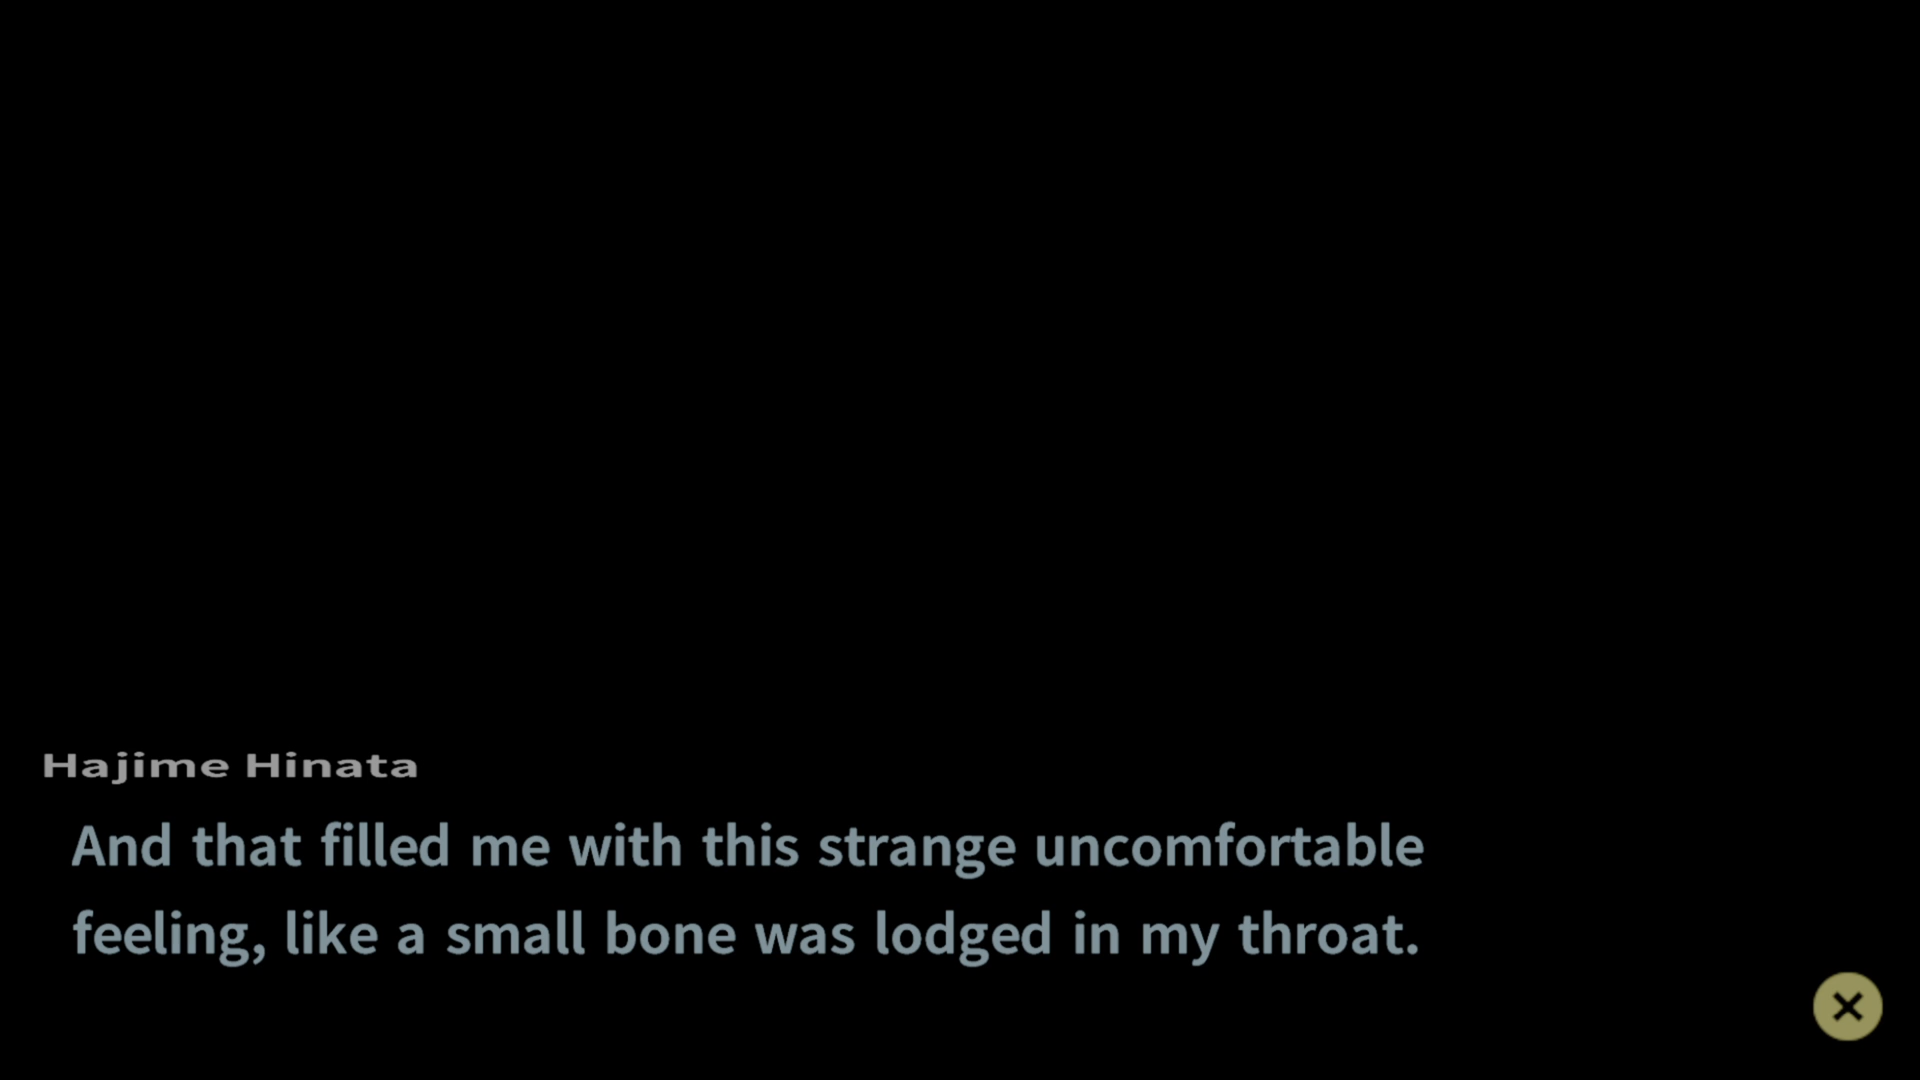 Hajime Hinata
And that filled me with this strange uncomfortable
feeling, like a small bone was lodged in my throat.